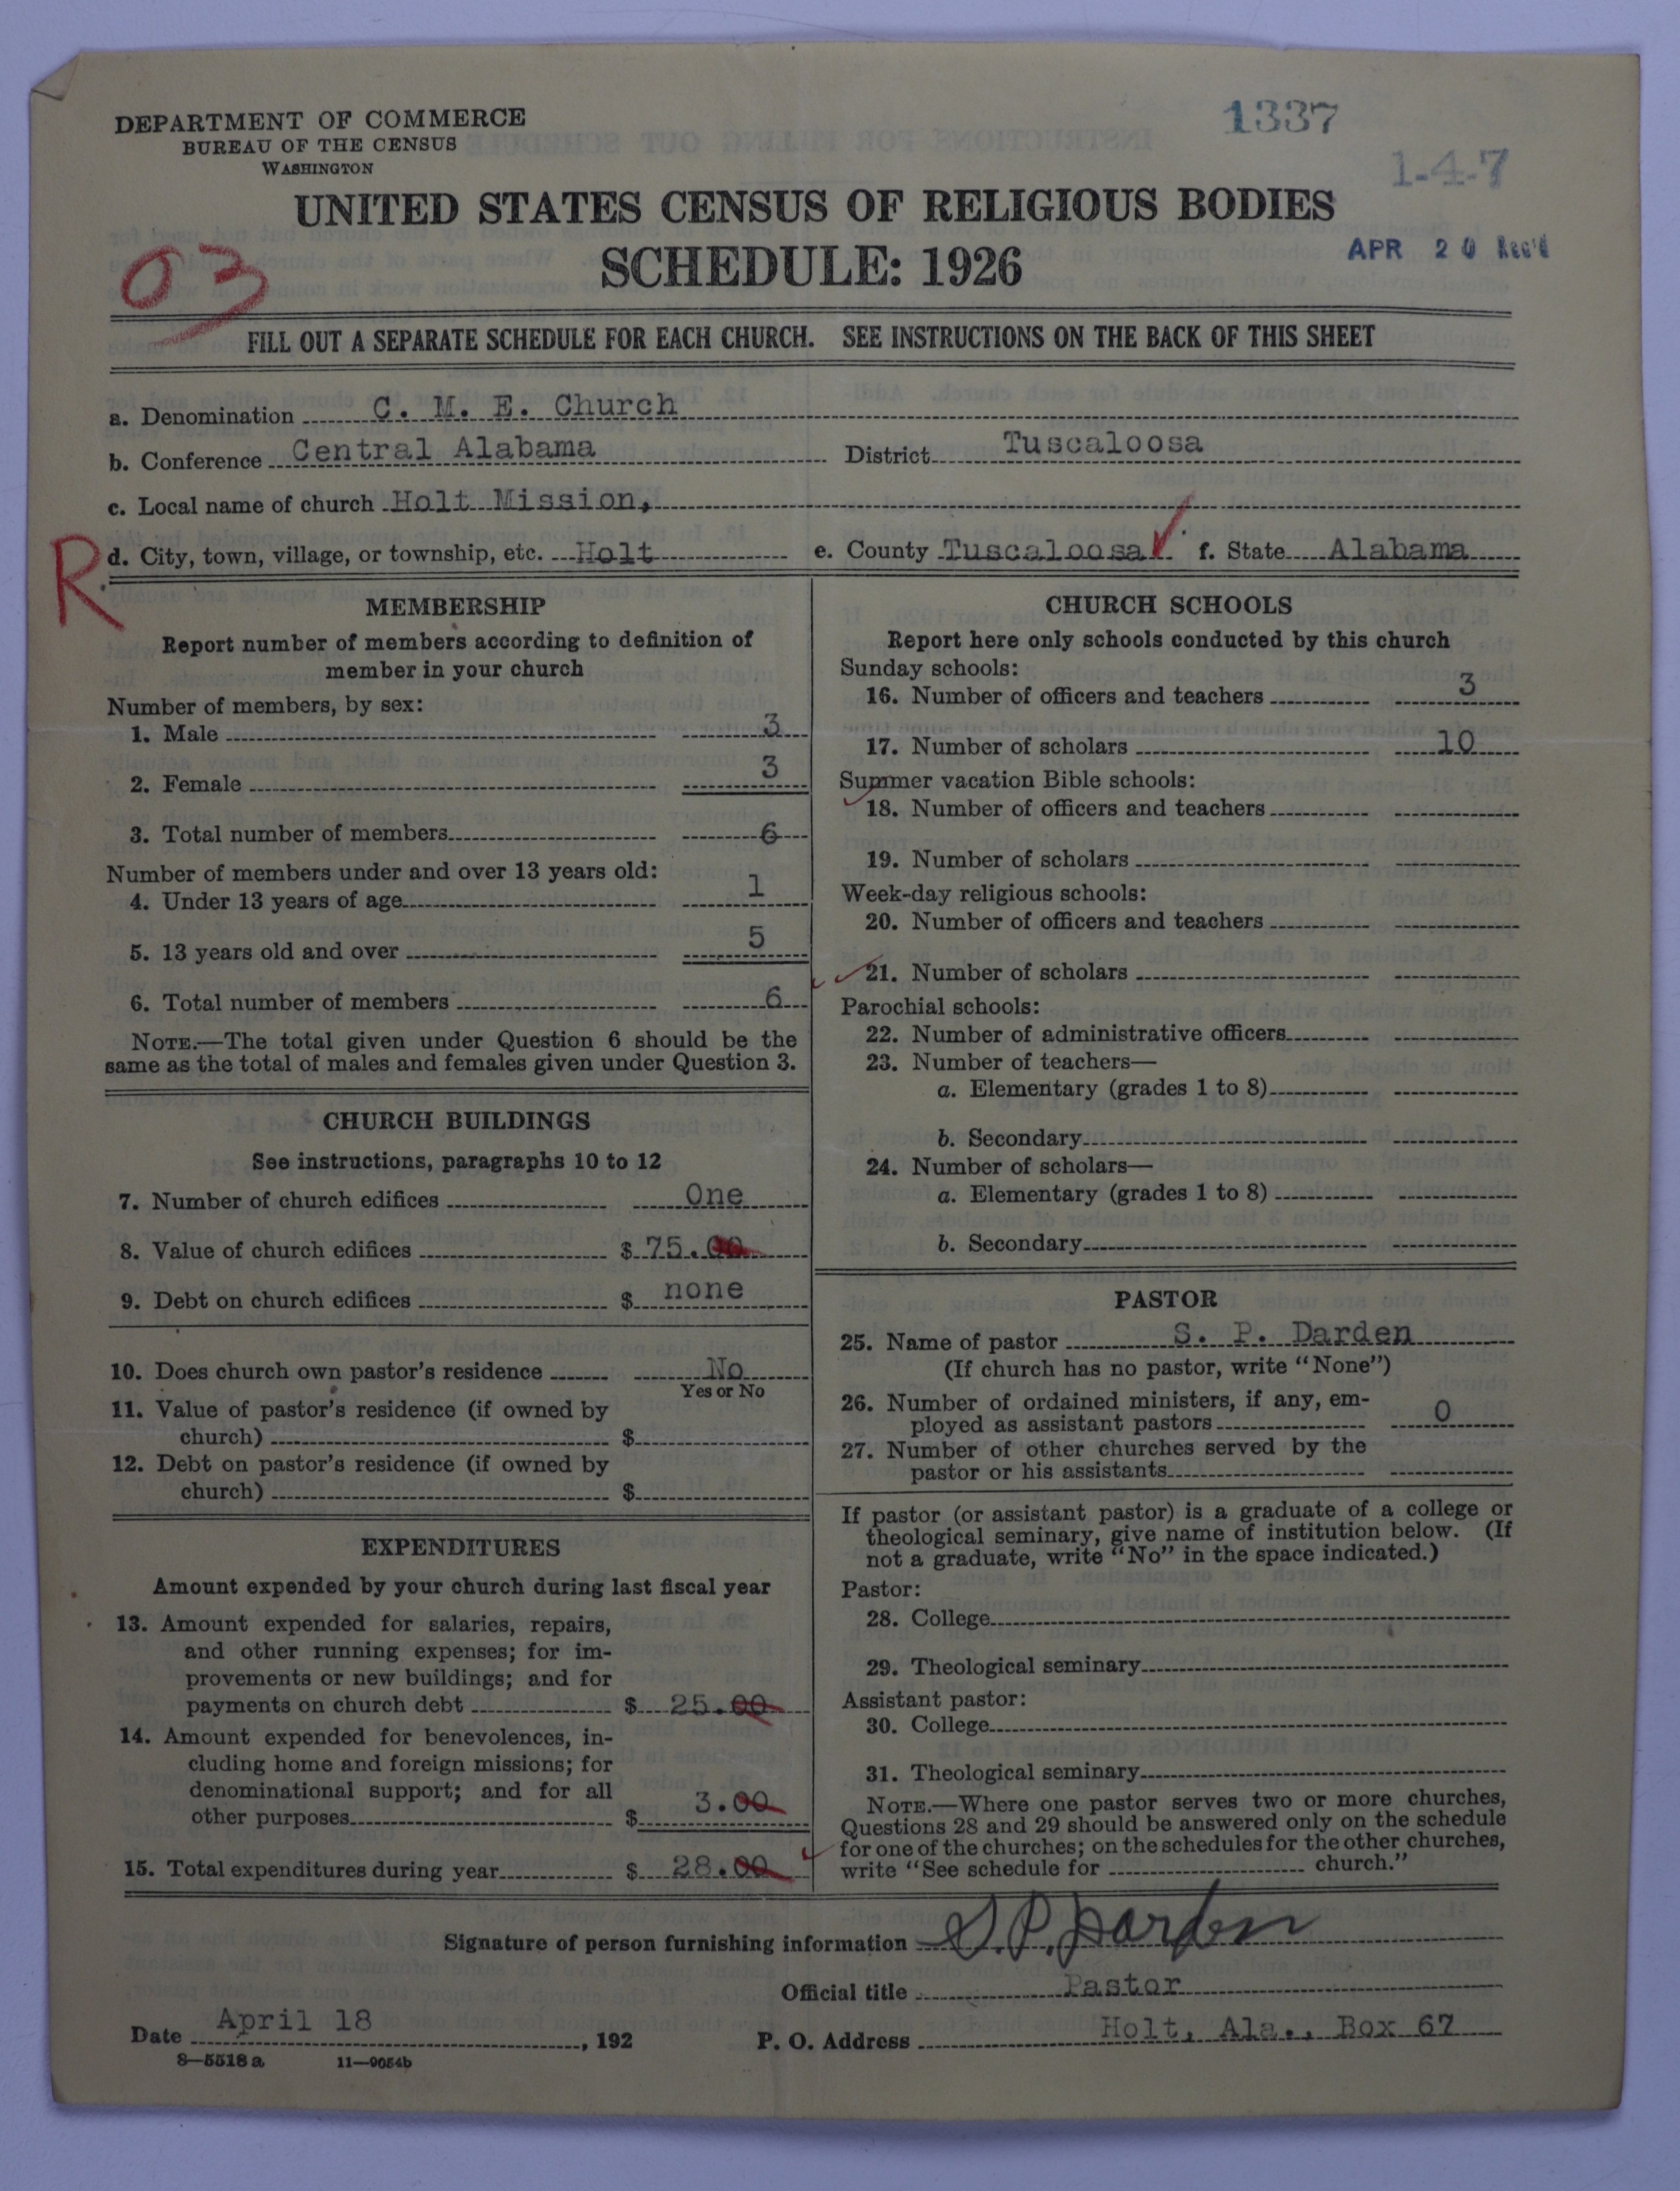 DEPARTMENT OF COMMERCE
BUREAU OF THE CENSUS
WASHINGTON
1337
1-4-7
UNITED STATES CENSUS OF RELIGIOUS BODIES
SCHEDULE: 1926
APR 20 Rec'd
03
FILL OUT A SEPARATE SCHEDULE FOR EACH CHURCH. SEE INSTRUCTIONS ON THE BACK OF THIS SHEET
a. Denomination C. M. E. Church
b. Conference Central Alabama District Tuscaloosa
c. Local name of church Holt Mission,
R
d. City, town, village, or township, etc. Holt e. County Tuscaloosa f. State Alabama
MEMBERSHIP
Report number of members according to definition of
member in your church
Number of members, by sex:
1. Male 3
2. Female 3
3. Total number of members 6
Number of members under and over 13 years old:
4. Under 13 years of age 1
5. 13 years old and over 5
6. Total number of members 6
NOTE.—The total given under Question 6 should be the
same as the total of males and females given under Question 3.
CHURCH BUILDINGS
See instructions, paragraphs 10 to 12
7. Number of church edifices One
8. Value of church edifices $ 75.00
9. Debt on church edifices $ none
10. Does church own pastor's residence No
Yes or No
11. Value of pastor's residence (if owned by
church) $
12. Debt on pastor's residence (if owned by
church) $
EXPENDITURES
Amount expended by your church during last fiscal year
13. Amount expended for salaries, repairs,
and other running expenses; for im-
provements or new buildings; and for
payments on church debt $ 25.00
14. Amount expended for benevolences, in-
cluding home and foreign missions; for
denominational support; and for all
other purposes $ 3.00
15. Total expenditures during year $ 28.00
CHURCH SCHOOLS
Report here only schools conducted by this church
Sunday schools:
16. Number of officers and teachers 3
17. Number of scholars 10
Summer vacation Bible schools:
18. Number of officers and teachers
19. Number of scholars
Week-day religious schools:
20. Number of officers and teachers
21. Number of scholars
Parochial schools:
22. Number of administrative officers
23. Number of teachers—
a. Elementary (grades 1 to 8)
b. Secondary
24. Number of scholars—
a. Elementary (grades 1 to 8)
b. Secondary
PASTOR
25. Name of pastor S. P. Darden
(If church has no pastor, write "None")
26. Number of ordained ministers, if any, em-
ployed as assistant pastors 0
27. Number of other churches served by the
pastor or his assistants
If pastor (or assistant pastor) is a graduate of a college or
theological seminary, give name of institution below. (If
not a graduate, write "No" in the space indicated.)
Pastor:
28. College
29. Theological seminary
Assistant pastor:
30. College
31. Theological seminary
NOTE.—Where one pastor serves two or more churches,
Questions 28 and 29 should be answered only on the schedule
for one of the churches; on the schedules for the other churches,
write "See schedule for church."
Signature of person furnishing information S. P. Darden
Official title Pastor
Date April 18, 192 P. O. Address Holt, Ala., Box 67
8—5518 a 11—9054b